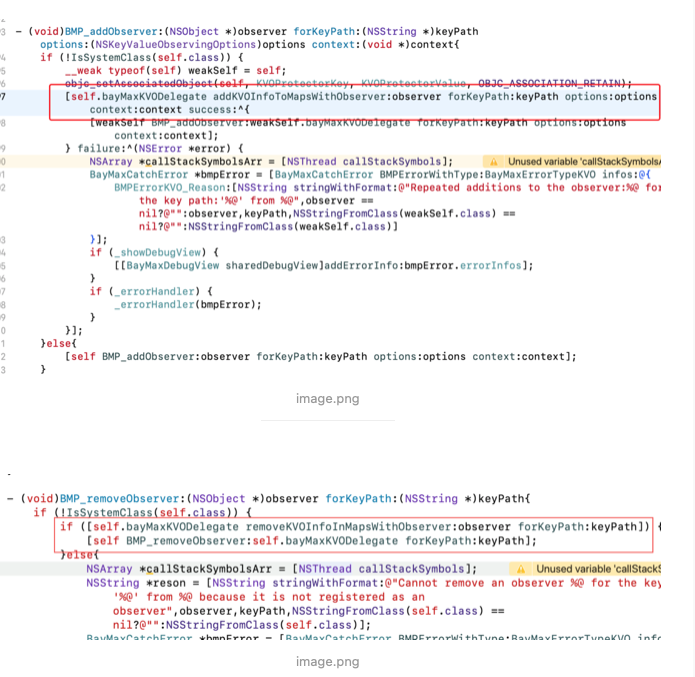 - (void)BMP_addObserver:(NSObject *)observer forKeyPath:(NSString *)keyPath
options:(NSKeyValueObservingOptions)options context:(void *)context{
if (!IsSystemClass(self.class)) {
__weak typeof(self) weakSelf = self;
objc_setAssociatedObject(self, KVOProtectorKey, KVOProtectorValue, OBJC_ASSOCIATION_RETAIN);
[self.bayMaxKVODelegate addKVOInfoToMapsWithObserver:observer forKeyPath:keyPath options:options
context:context success:^{
[weakSelf BMP_addObserver:weakSelf.bayMaxKVODelegate forKeyPath:keyPath options:options
context:context];
} failure:^(NSError *error) {
NSArray *callStackSymbolsArr = [NSThread callStackSymbols]; Unused variable 'callStackSymbolsA
BayMaxCatchError *bmpError = [BayMaxCatchError BMPErrorWithType:BayMaxErrorTypeKVO infos:@{
BMPErrorKVO_Reason:[NSString stringWithFormat:@"Repeated additions to the observer:%@ for
the key path:'%@' from %@",observer ==
nil?@"":observer,keyPath,NSStringFromClass(weakSelf.class) ==
nil?@"":NSStringFromClass(weakSelf.class)]
}];
if (_showDebugView) {
[[BayMaxDebugView sharedDebugView]addErrorInfo:bmpError.errorInfos];
}
if (_errorHandler) {
_errorHandler(bmpError);
}
}];
}else{
[self BMP_addObserver:observer forKeyPath:keyPath options:options context:context];
}
image.png
- (void)BMP_removeObserver:(NSObject *)observer forKeyPath:(NSString *)keyPath{
if (!IsSystemClass(self.class)) {
if ([self.bayMaxKVODelegate removeKVOInfoInMapsWithObserver:observer forKeyPath:keyPath]) {
[self BMP_removeObserver:self.bayMaxKVODelegate forKeyPath:keyPath];
}else{
NSArray *callStackSymbolsArr = [NSThread callStackSymbols]; Unused variable 'callStackS
NSString *reson = [NSString stringWithFormat:@"Cannot remove an observer %@ for the key
'%@' from %@ because it is not registered as an
observer",observer,keyPath,NSStringFromClass(self.class) ==
nil?@"":NSStringFromClass(self.class)];
BayMaxCatchError *bmpError = [BayMaxCatchError BMPErrorWithType:BayMaxErrorTypeKVO info
image.png